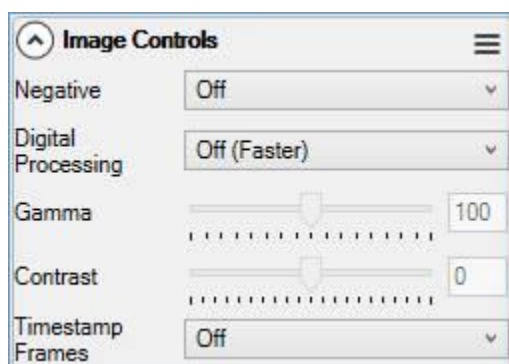 Image Controls
Negative
Off
Digital
Processing
Off (Faster)
Gamma
100
Contrast
0
Timestamp
Frames
Off